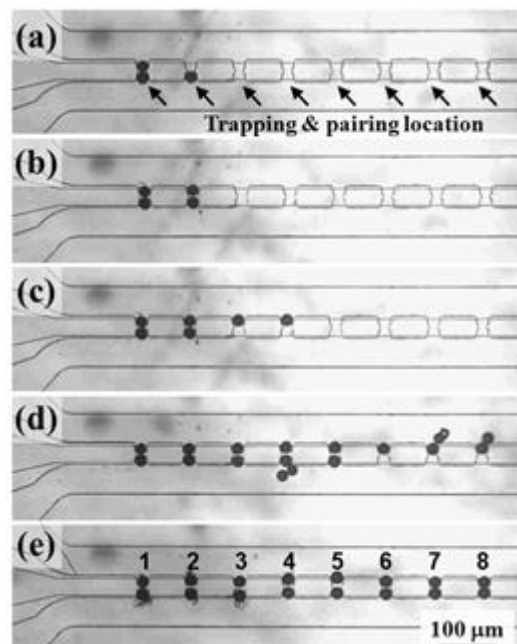 (a)
Trapping & pairing location
(b)
(c)
(d)
(e)
1 2 3 4 5 6 7 8
100 μm